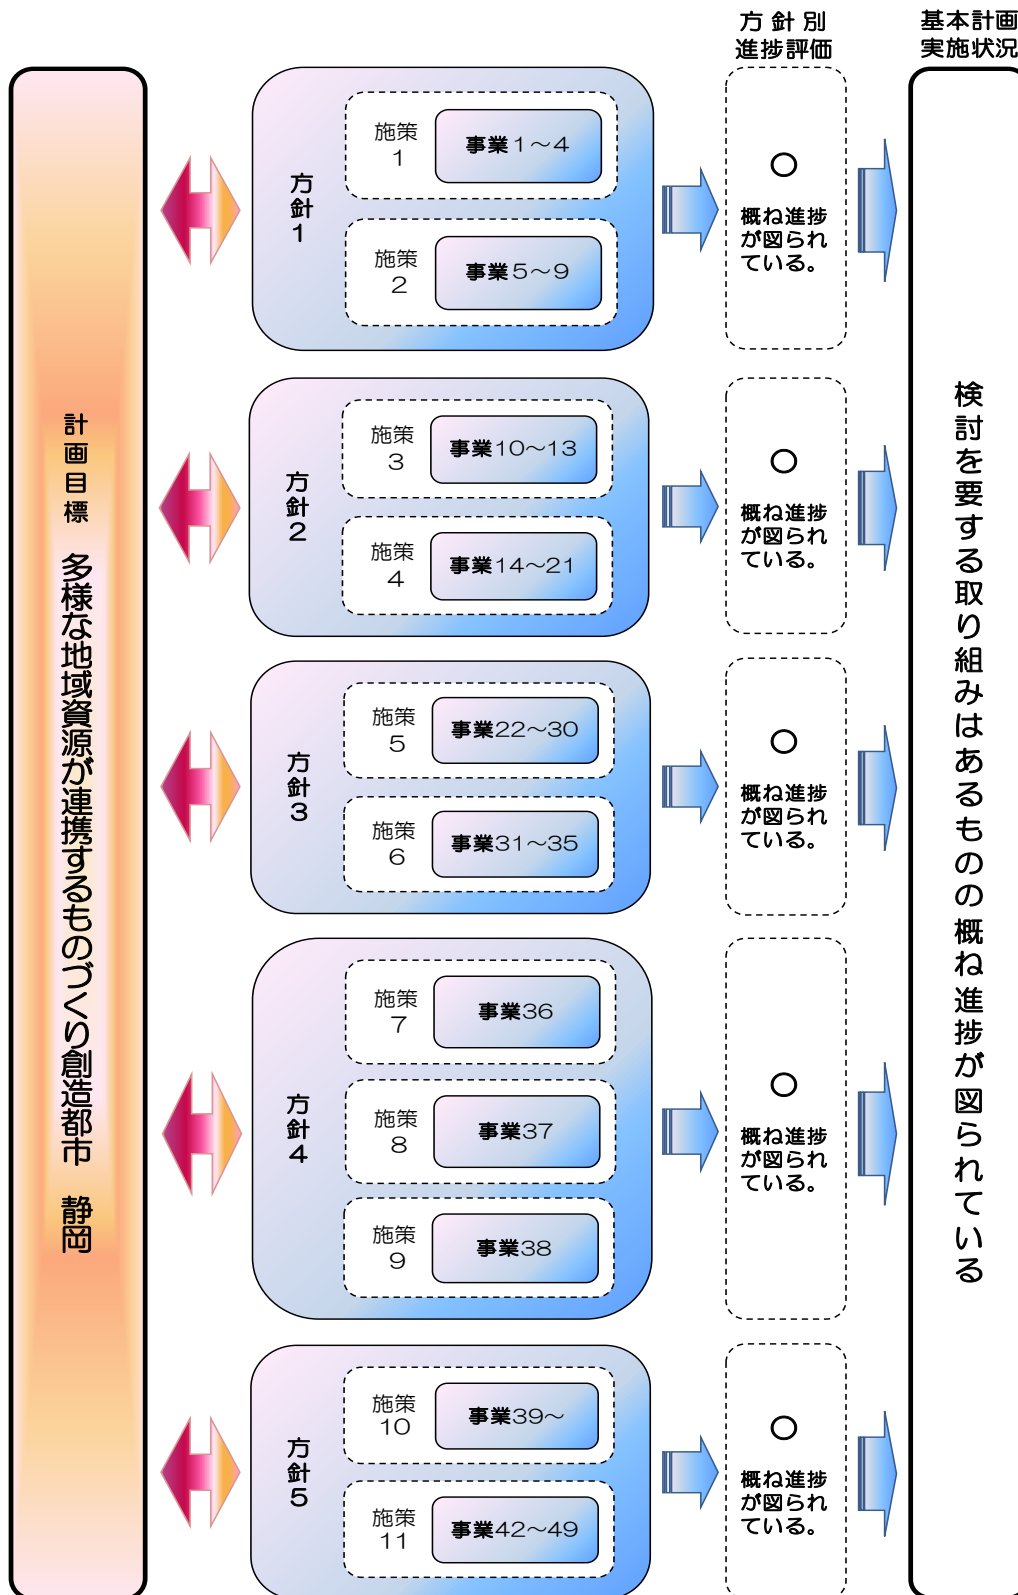 方針別
進捗評価
基本計画
実施状況
計画目標　多様な地域資源が連携するものづくり創造都市　静岡
方針1
施策
1
事業1～4
施策
2
事業5～9
○
概ね進捗
が図られ
ている。
方針2
施策
3
事業10～13
施策
4
事業14～21
○
概ね進捗
が図られ
ている。
方針3
施策
5
事業22～30
施策
6
事業31～35
○
概ね進捗
が図られ
ている。
方針4
施策
7
事業36
施策
8
事業37
施策
9
事業38
○
概ね進捗
が図られ
ている。
方針5
施策
10
事業39～
施策
11
事業42～49
○
概ね進捗
が図られ
ている。
検討を要する取り組みはあるものの概ね進捗が図られている